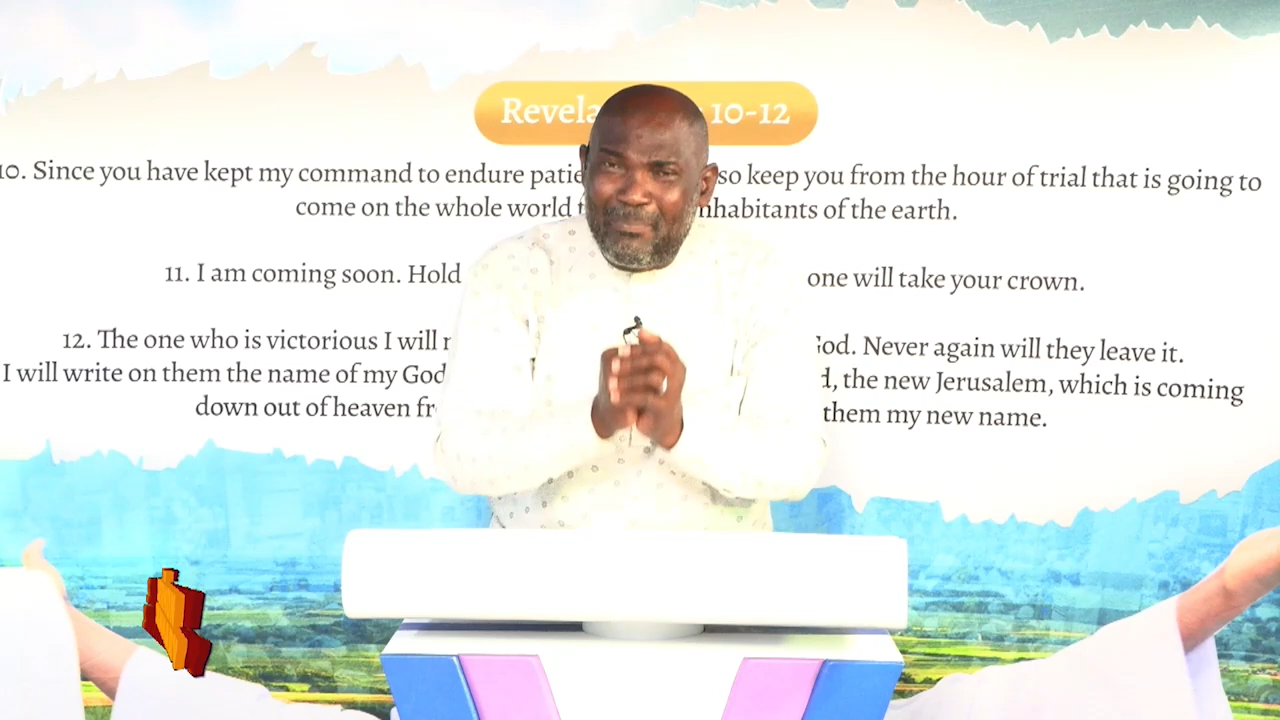 10-12
10. Since you have kept my command to endure so keep you from the hour of trial that is going to
come on the whole world inhabitants of the earth.
11. I am coming soon. Hold one will take your crown.
12. The one who is victorious I will God. Never again will they leave it.
I will write on them the name of my God the new Jerusalem, which is coming
down out of heaven them my new name.